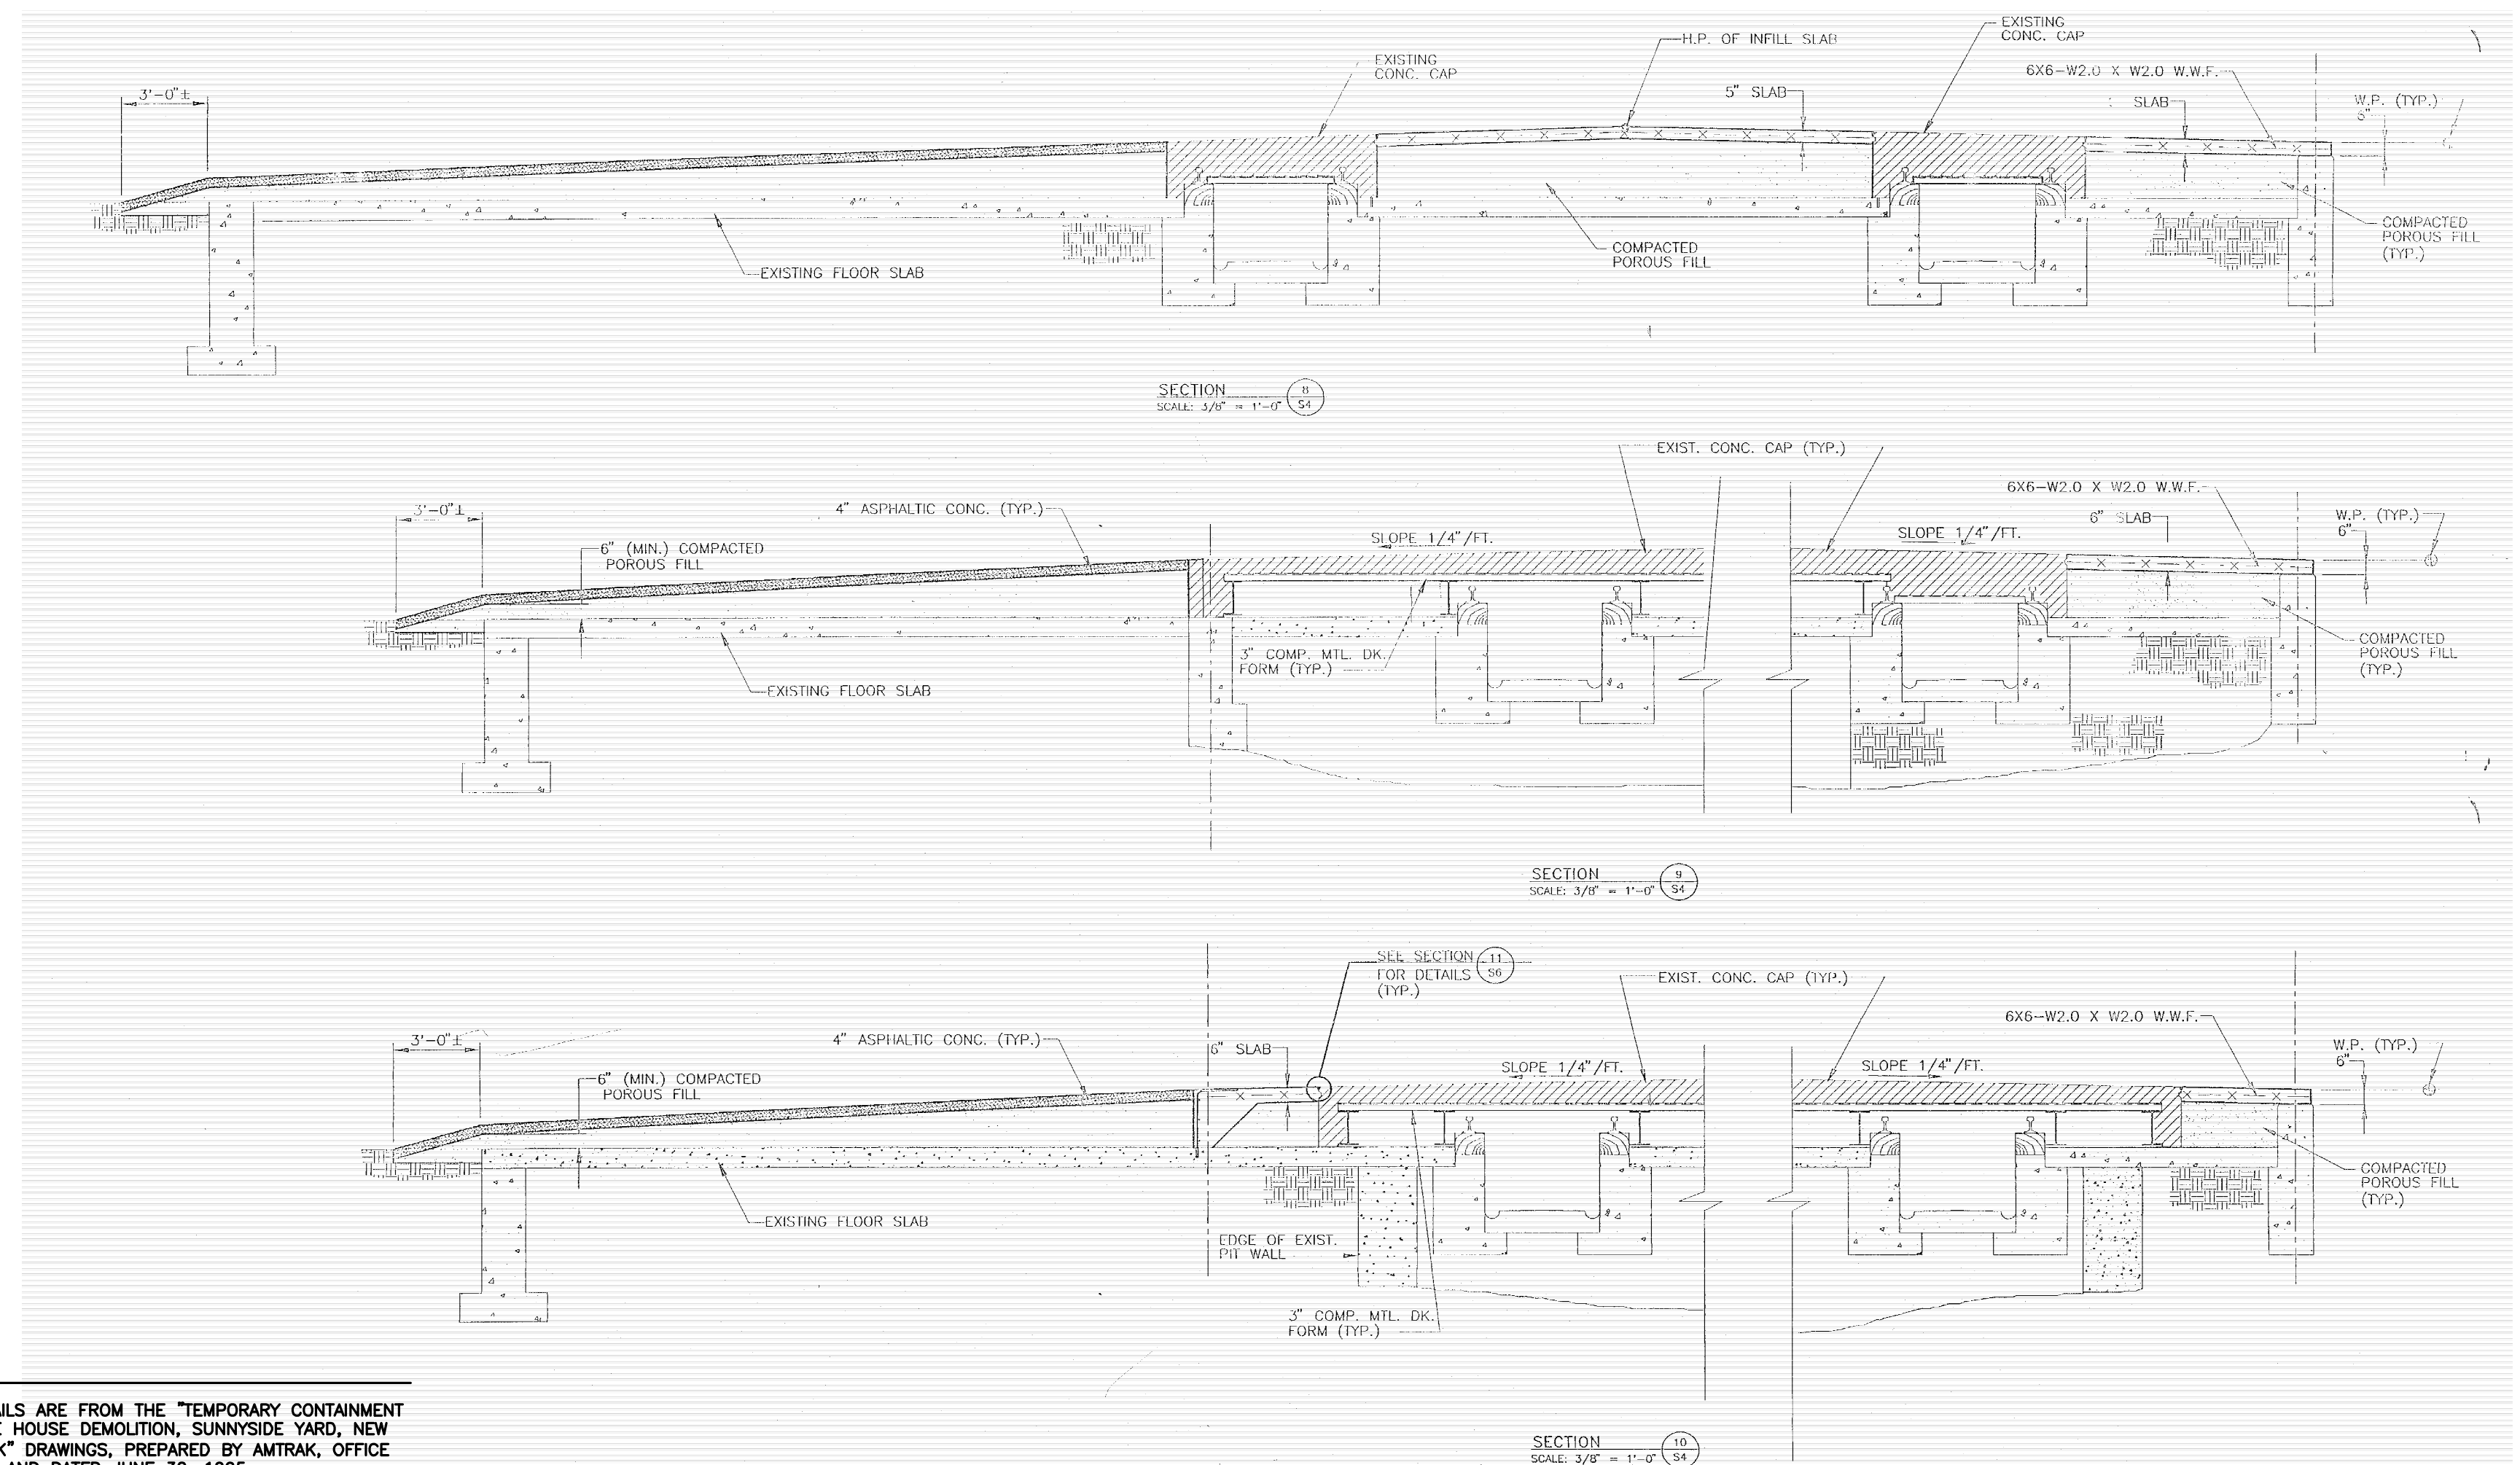 EXISTING
CONC. CAP
H.P. OF INFILL SLAB
EXISTING
CONC. CAP
6X6-W2.0 X W2.0 W.W.F.
3'-0"±
5" SLAB
SLAB
W.P. (TYP.)
6"
COMPACTED
POROUS FILL
COMPACTED
POROUS FILL
(TYP.)
EXISTING FLOOR SLAB
SECTION 8
SCALE: 3/8" = 1'-0" S4
EXIST. CONC. CAP (TYP.)
6X6-W2.0 X W2.0 W.W.F.
3'-0"±
4" ASPHALTIC CONC. (TYP.)
6" SLAB
W.P. (TYP.)
6"
SLOPE 1/4"/FT.
SLOPE 1/4"/FT.
6" (MIN.) COMPACTED
POROUS FILL
3" COMP. MTL. DK.
FORM (TYP.)
COMPACTED
POROUS FILL
(TYP.)
EXISTING FLOOR SLAB
SECTION 9
SCALE: 3/8" = 1'-0" S4
SEE SECTION 11
FOR DETAILS S6
(TYP.)
EXIST. CONC. CAP (TYP.)
6X6-W2.0 X W2.0 W.W.F.
3'-0"±
4" ASPHALTIC CONC. (TYP.)
6" SLAB
W.P. (TYP.)
6"
SLOPE 1/4"/FT.
SLOPE 1/4"/FT.
6" (MIN.) COMPACTED
POROUS FILL
COMPACTED
POROUS FILL
(TYP.)
EXISTING FLOOR SLAB
EDGE OF EXIST.
PIT WALL
3" COMP. MTL. DK.
FORM (TYP.)
AILS ARE FROM THE "TEMPORARY CONTAINMENT
HOUSE DEMOLITION, SUNNYSIDE YARD, NEW
K" DRAWINGS, PREPARED BY AMTRAK, OFFICE
AND DATED JUNE
SECTION 10
SCALE: 3/8" = 1'-0" S4